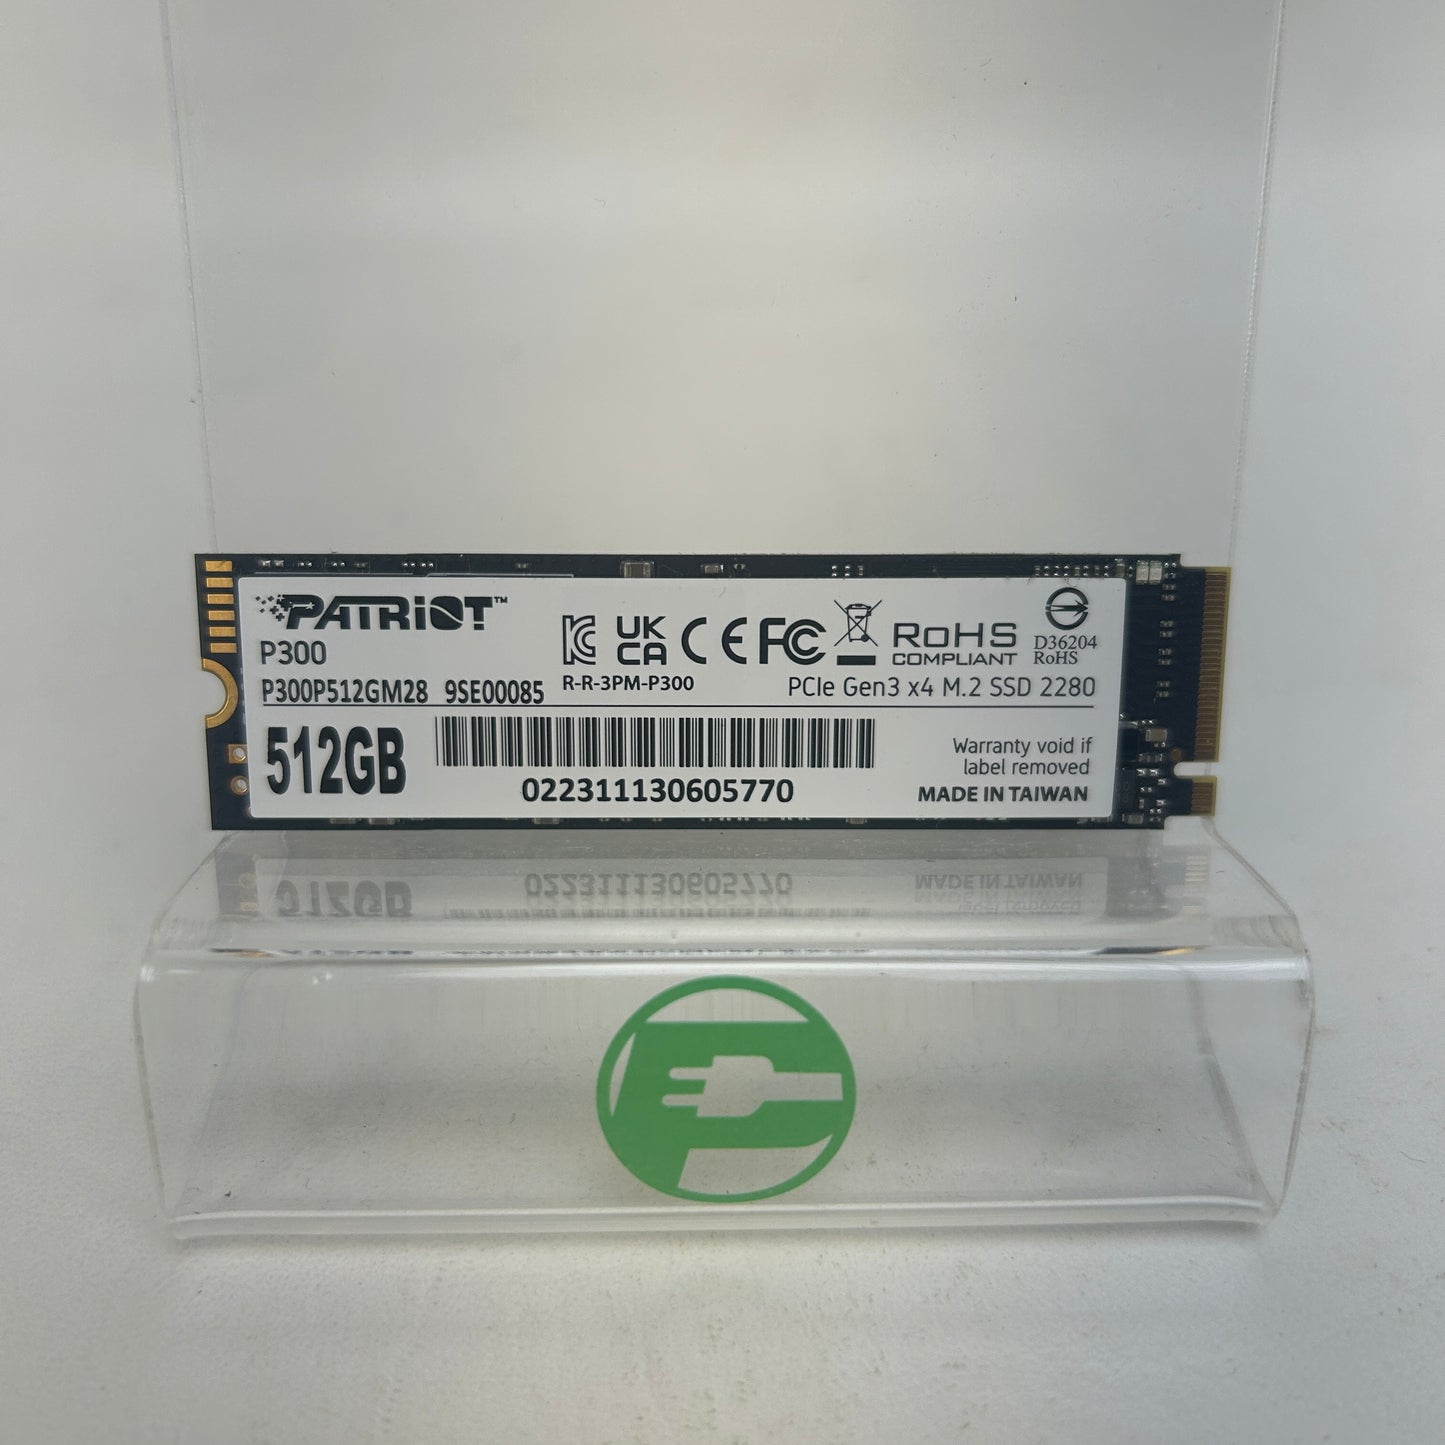 PATRIOT™
P300
P300P512GM28 9SE00085
UK
CA
CE FC
R-R-3PM-P300
RoHS
COMPLIANT
D36204
RoHS
PCIe Gen3 x4 M.2 SSD 2280
512GB
022311130605770
Warranty void if
label removed
MADE IN TAIWAN